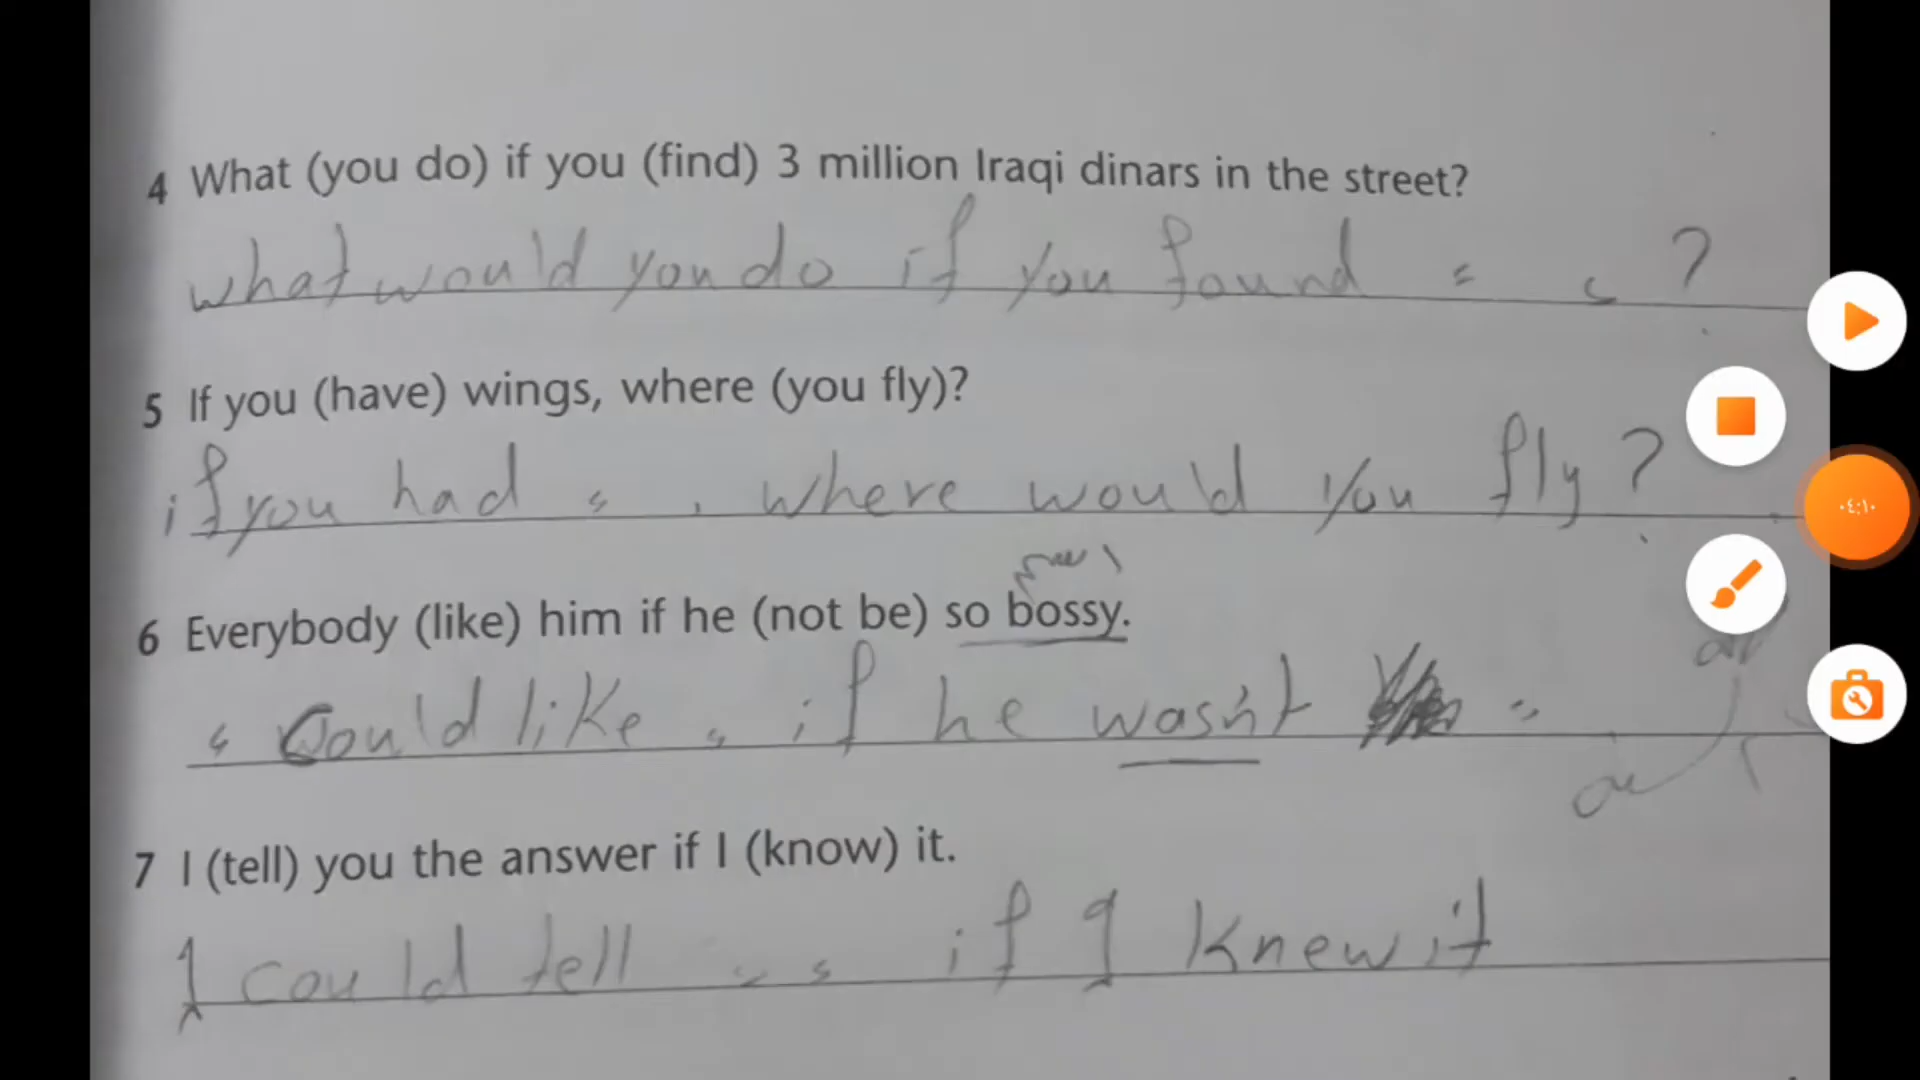 4 What (you do) if you (find) 3 million Iraqi dinars in the street?
what would you do if you found ?
5 If you (have) wings, where (you fly)?
if you had , where would you fly?
6 Everybody (like) him if he (not be) so bossy.
could like if he wasn't
7 I (tell) you the answer if I (know) it.
I could tell if I knew it
٠٤:١٠